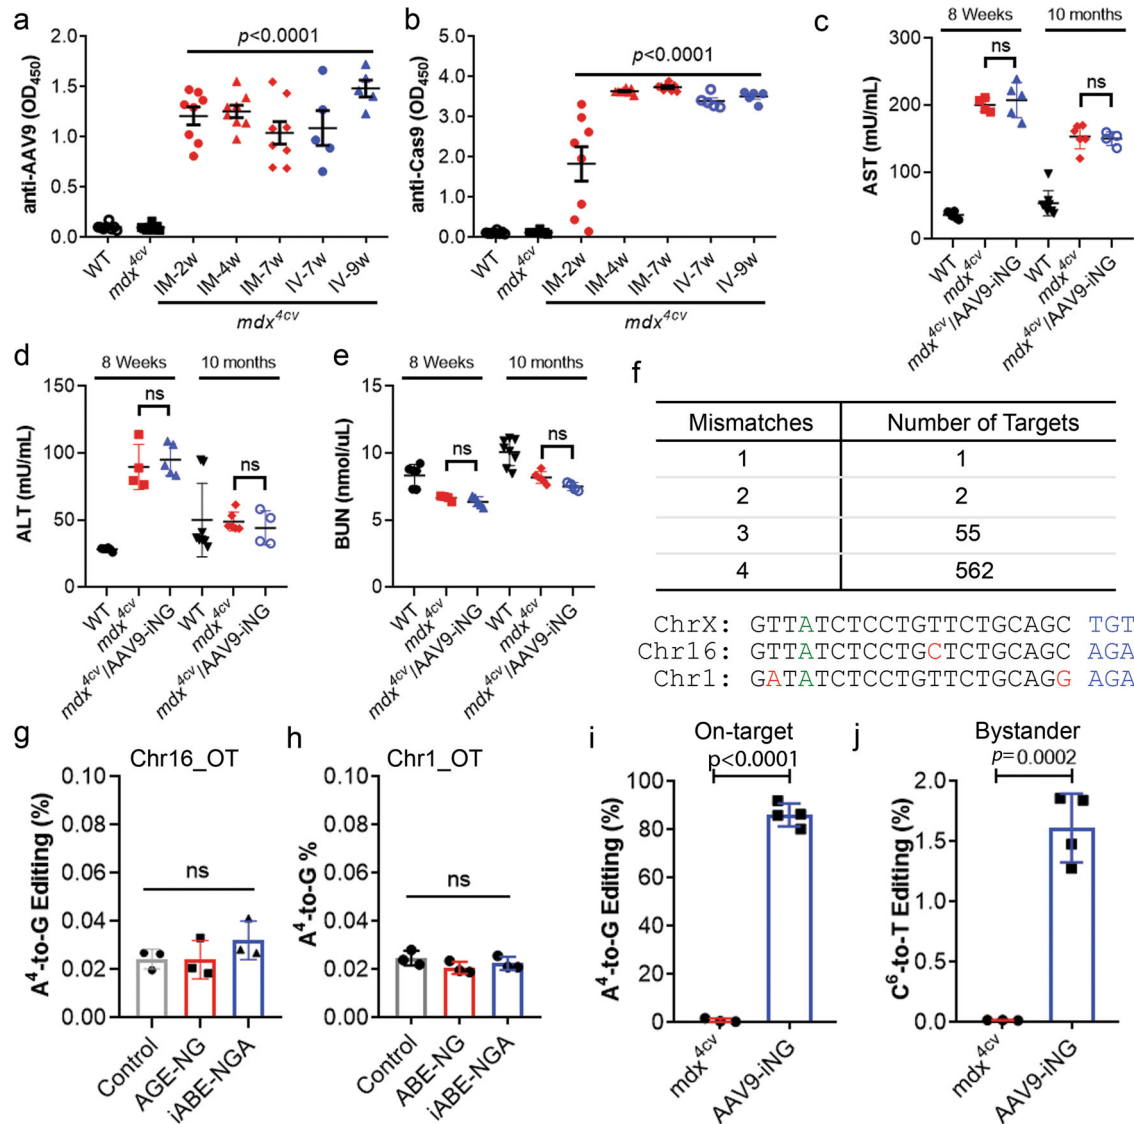 a
anti-AAV9 (OD450)
2.0
1.5
1.0
0.5
0.0
p<0.0001
WT
mdx4cv
IM-2w
IM-4w
IM-7w
IV-7w
IV-9w
mdx4cv
b
anti-Cas9 (OD450)
5.0
4.0
3.0
2.0
1.0
0.0
p<0.0001
WT
mdx4cv
IM-2w
IM-4w
IM-7w
IV-7w
IV-9w
mdx4cv
c
8 Weeks
10 months
AST (mU/mL)
300
200
100
0
ns
ns
WT
mdx4cv
mdx4cv/AAV9-iNG
WT
mdx4cv
mdx4cv/AAV9-iNG
d
8 Weeks
10 months
ALT (mU/mL)
150
100
50
0
ns
ns
WT
mdx4cv
mdx4cv/AAV9-iNG
WT
mdx4cv
mdx4cv/AAV9-iNG
e
8 Weeks
10 months
BUN (nmol/uL)
15
10
5
0
ns
ns
WT
mdx4cv
mdx4cv/AAV9-iNG
WT
mdx4cv
mdx4cv/AAV9-iNG
f
Mismatches Number of Targets
1 1
2 2
3 55
4 562
ChrX: GTTATCTCCTGTTCTGCAGC TGT
Chr16: GTTATCTCCTGCTCTGCAGC AGA
Chr1: GATATCTCCTGTTCTGCAGG AGA
g
Chr16_OT
A4-to-G Editing (%)
0.10
0.08
0.06
0.04
0.02
0.00
ns
Control
AGE-NG
iABE-NGA
h
Chr1_OT
A4-to-G %
0.10
0.08
0.06
0.04
0.02
0.00
ns
Control
ABE-NG
iABE-NGA
i
On-target
p<0.0001
A4-to-G Editing (%)
100
80
60
40
20
0
mdx4cv
AAV9-iNG
j
Bystander
p=0.0002
C6-to-T Editing (%)
2.0
1.5
1.0
0.5
0.0
mdx4cv
AAV9-iNG